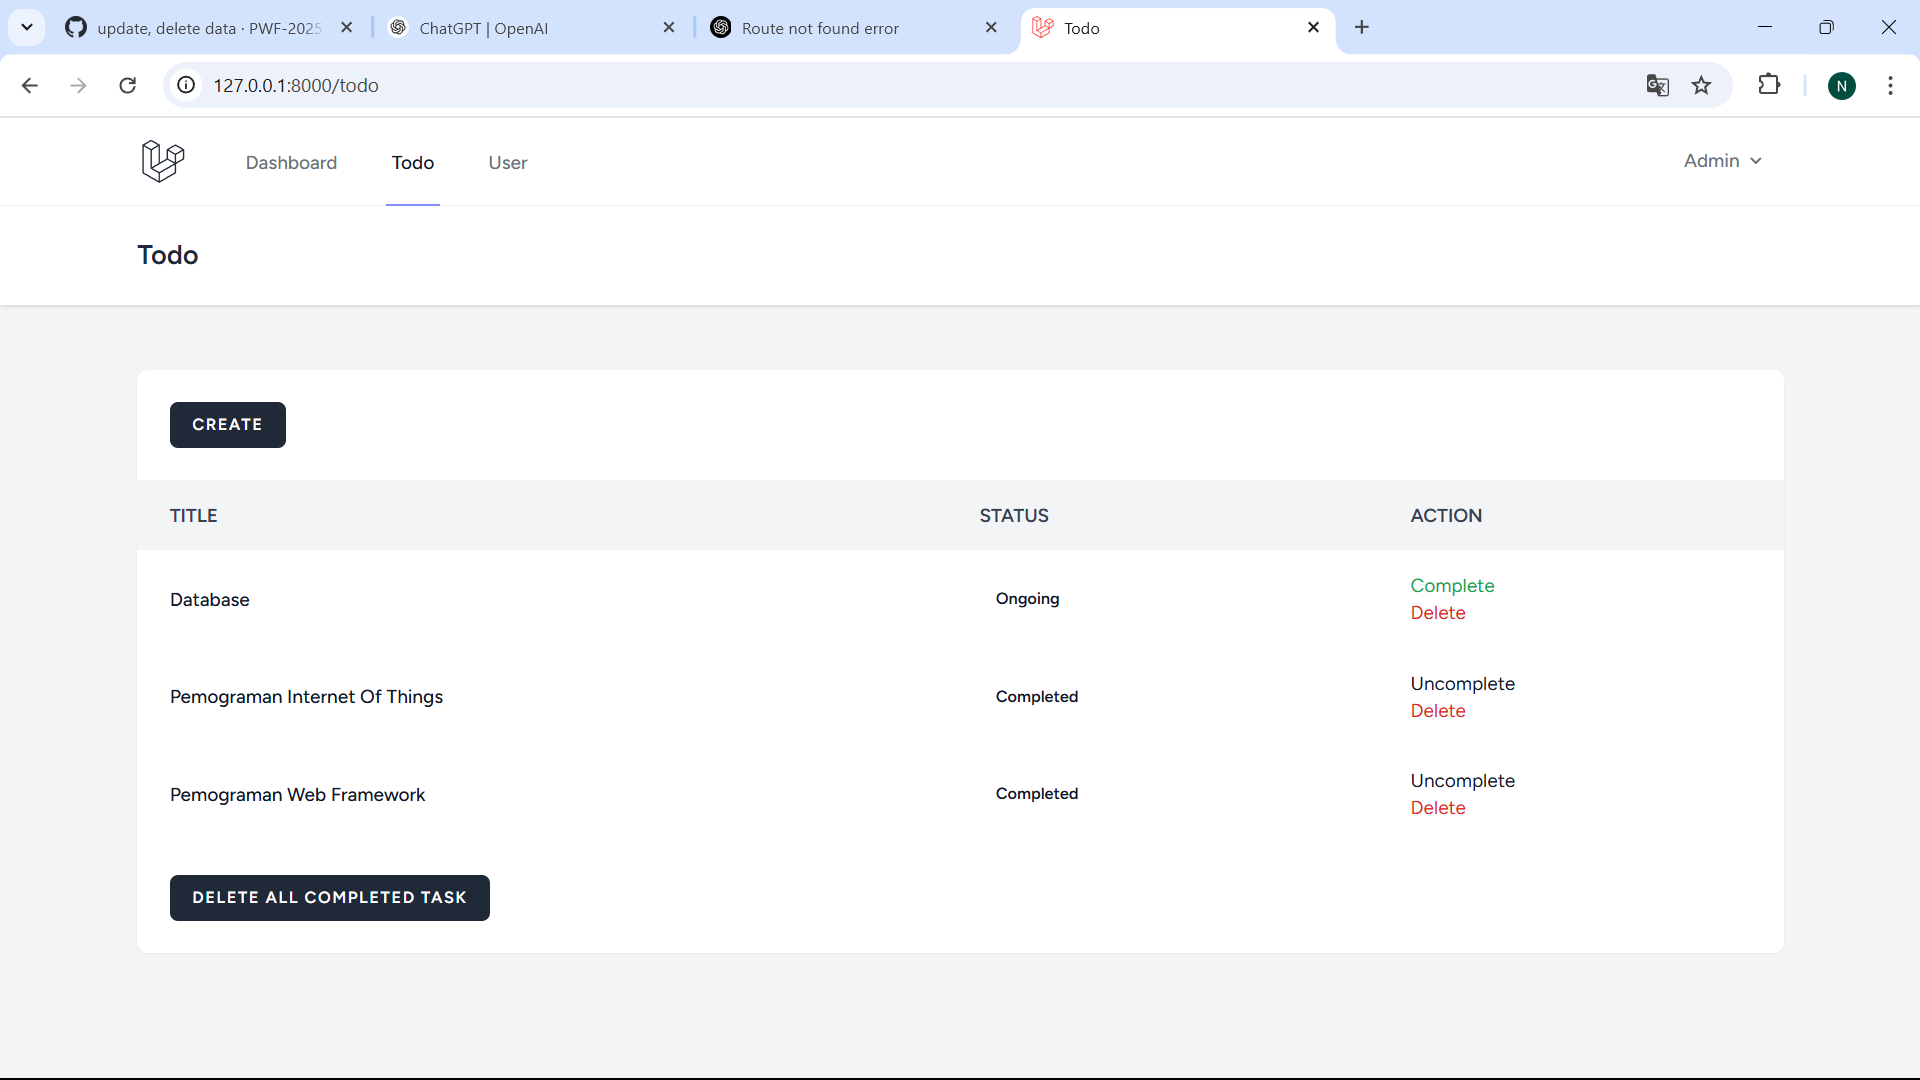 update, delete data · PWF-2025
ChatGPT | OpenAI
Route not found error
Todo
127.0.0.1:8000/todo
N
Dashboard
Todo
User
Admin
Todo
CREATE
TITLE
STATUS
ACTION
Database
Ongoing
Complete
Delete
Pemograman Internet Of Things
Completed
Uncomplete
Delete
Pemograman Web Framework
Completed
Uncomplete
Delete
DELETE ALL COMPLETED TASK